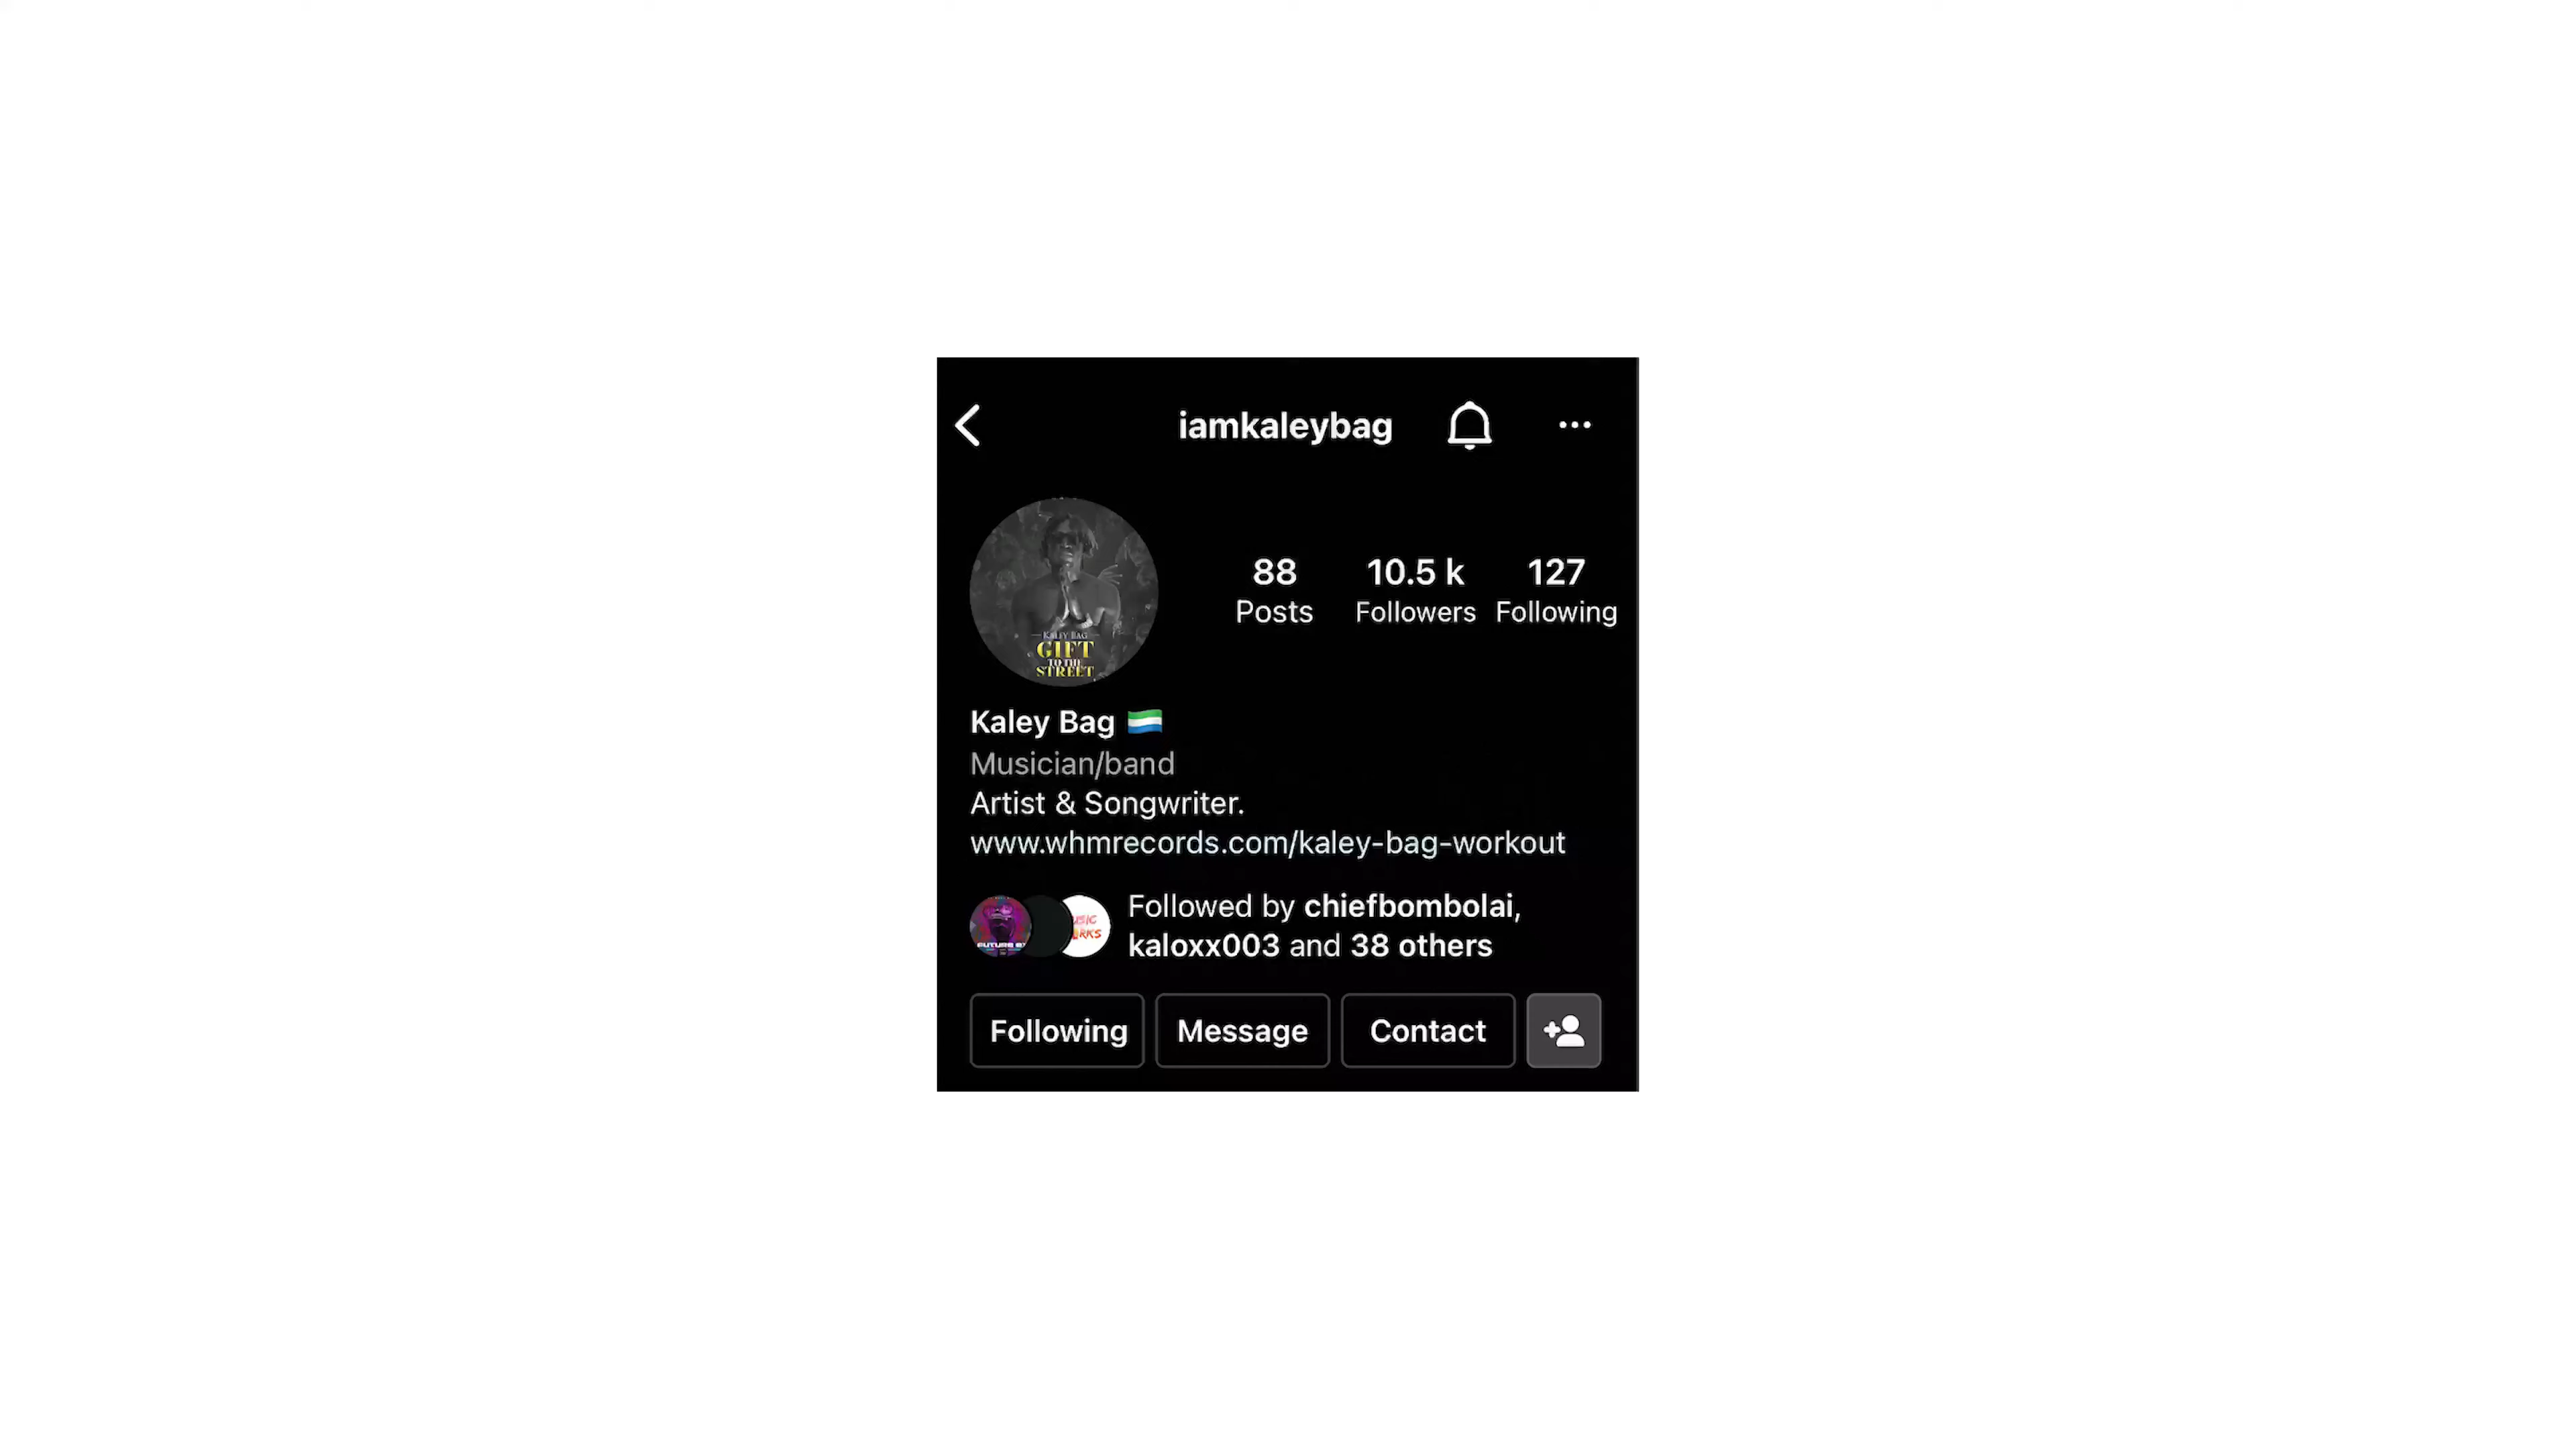 iamkaleybag
88
Posts
10.5 k
Followers
127
Following
KALEY BAG
GIFT
TO THE
STREET
Kaley Bag 🇸🇱
Musician/band
Artist & Songwriter.
www.whmrecords.com/kaley-bag-workout
Followed by chiefbombolai,
kaloxx003 and 38 others
Following
Message
Contact